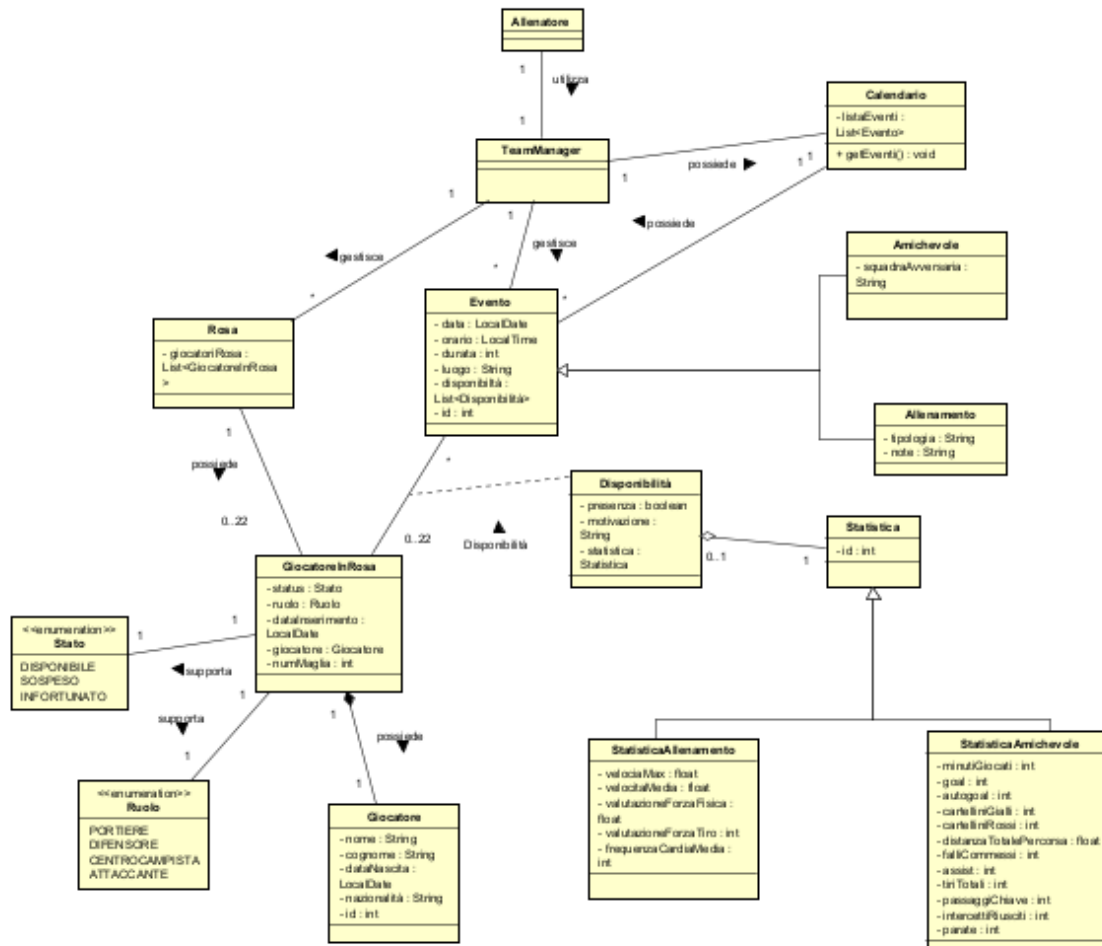 Allenatore
1
utilizza
1
TeamManager
Calendario
- listaEventi :
List<Evento>
+ getEventi() : void
possiede
1
1
1
possiede
1
gestisce
*
1
gestisce
*
*
Amichevole
- squadraAvversaria :
String
Rosa
- giocatoriRosa :
List<GiocatoreInRosa
>
Evento
- data : LocalDate
- orario : LocalTime
- durata : int
- luogo : String
- disponibiltà :
List<Disponibilità>
- id : int
Allenamento
- tipologia : String
- note : String
1
possiede
0..22
*
0..22
Disponibilità
Disponibilità
- presenza : boolean
- motivazione :
String
- statistica :
Statistica
0..1
1
Statistica
- id : int
GiocatoreInRosa
- status : Stato
- ruolo : Ruolo
- dataInserimento :
LocalDate
- giocatore : Giocatore
- numMaglia : int
<<enumeration>>
Stato
DISPONIBILE
SOSPESO
INFORTUNATO
1
1
supporta
1
supporta
1
1
possiede
1
<<enumeration>>
Ruolo
PORTIERE
DIFENSORE
CENTROCAMPISTA
ATTACCANTE
Giocatore
- nome : String
- cognome : String
- dataNascita :
LocalDate
- nazionalità : String
- id : int
StatisticaAllenamento
- velociaMax : float
- velocitaMedia : float
- valutazioneForzaFisica :
float
- valutazioneForzaTiro : int
- frequenzaCardiaMedia :
int
StatisticaAmichevole
- minutiGiocati : int
- goal : int
- autogoal : int
- cartelliniGialli : int
- cartelliniRossi : int
- distanzaTotalePercorsa : float
- falliCommessi : int
- assist : int
- tiriTotali : int
- passaggiChiave : int
- intercettiRiusciti : int
- parate : int